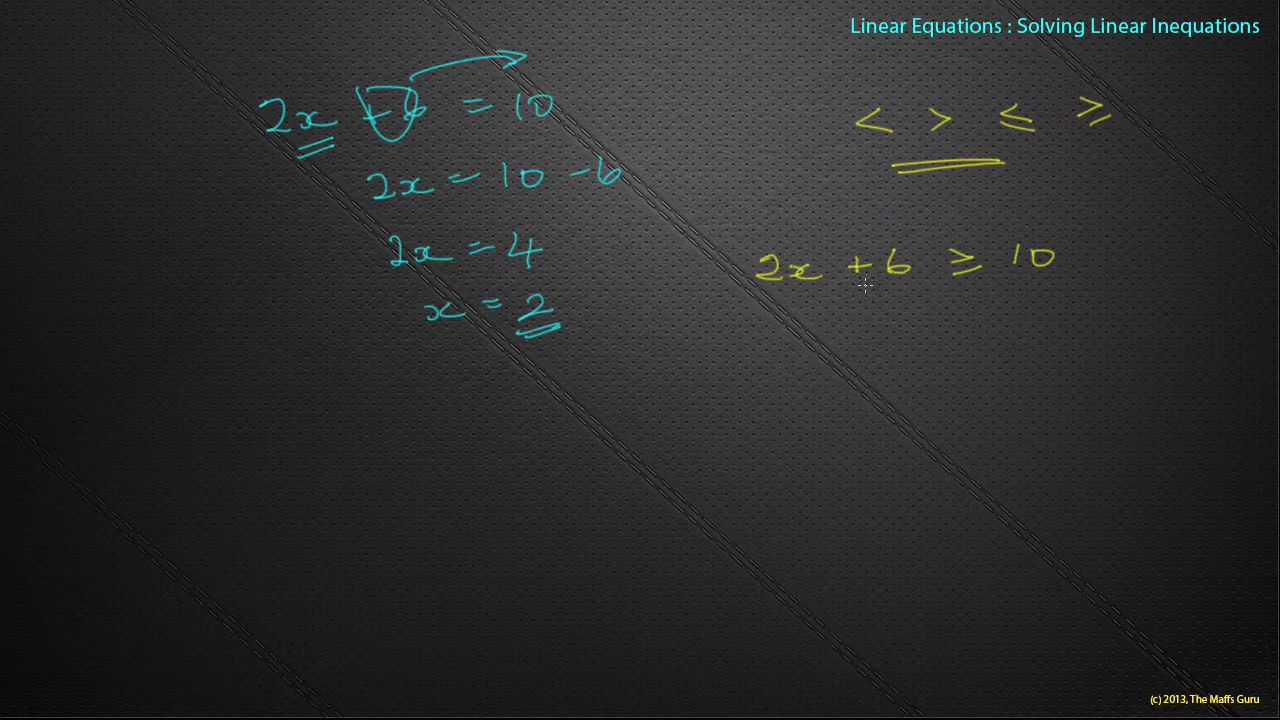 Linear Equations : Solving Linear Inequations
2x + 6 = 10
< > ≤ ≥
2x = 10 - 6
2x = 4
2x + 6 ≥ 10
x = 2
(c) 2013, The Maffs Guru